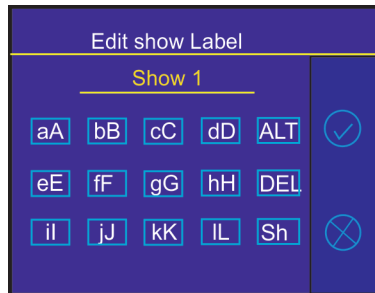 Edit show Label
Show 1
aA bB cC dD ALT
eE fF gG hH DEL
iI jJ kK lL Sh